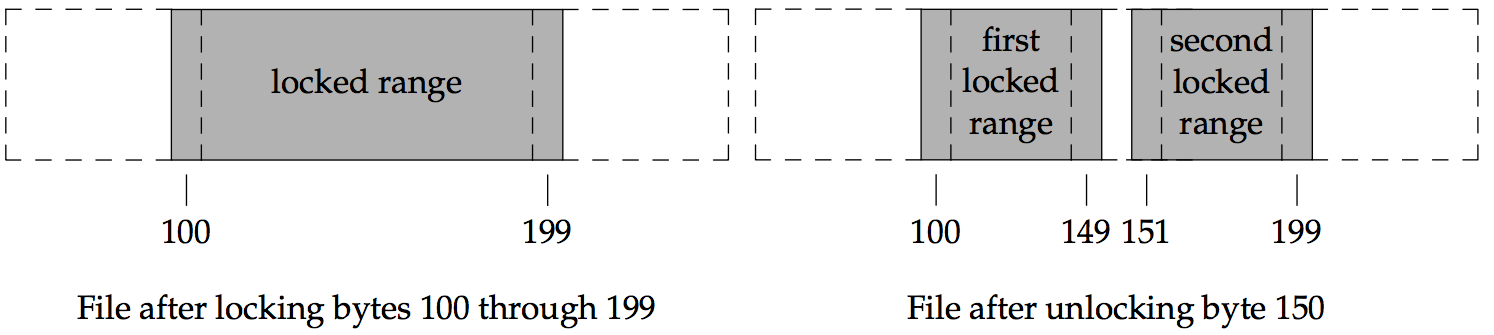 locked range
100 199
File after locking bytes 100 through 199
first
locked
range
second
locked
range
100 149 151 199
File after unlocking byte 150